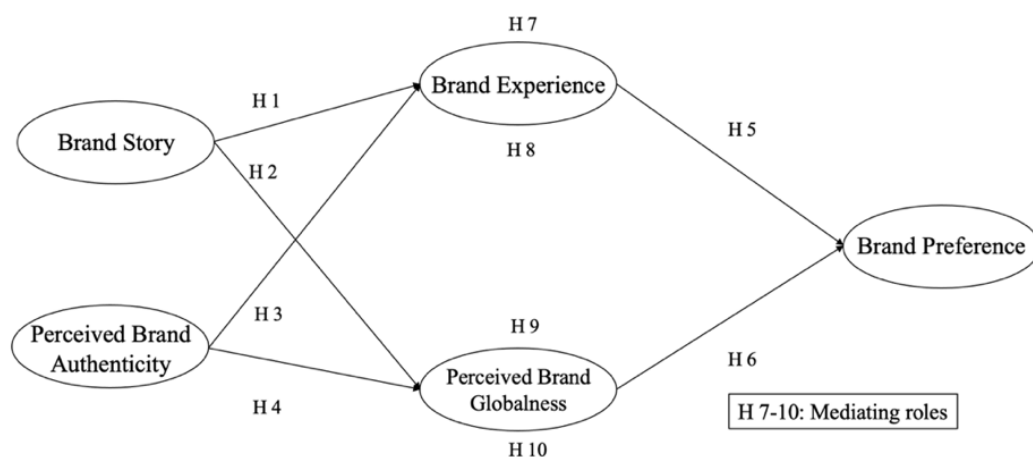 H 7
Brand Experience
H 1
H 5
Brand Story
H 8
H 2
Brand Preference
H 3
H 9
Perceived Brand
Authenticity
Perceived Brand
Globalness
H 6
H 4
H 7-10: Mediating roles
H 10